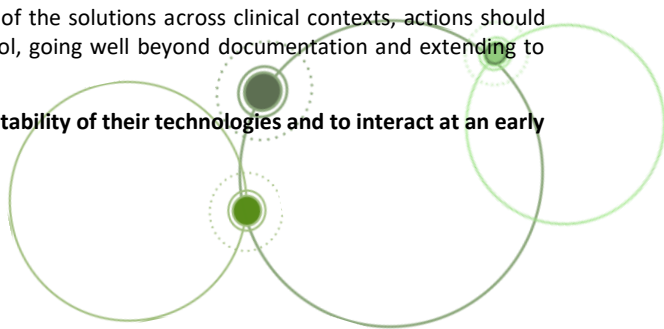 of the solutions across clinical contexts, actions should
ol, going well beyond documentation and extending to
tability of their technologies and to interact at an early